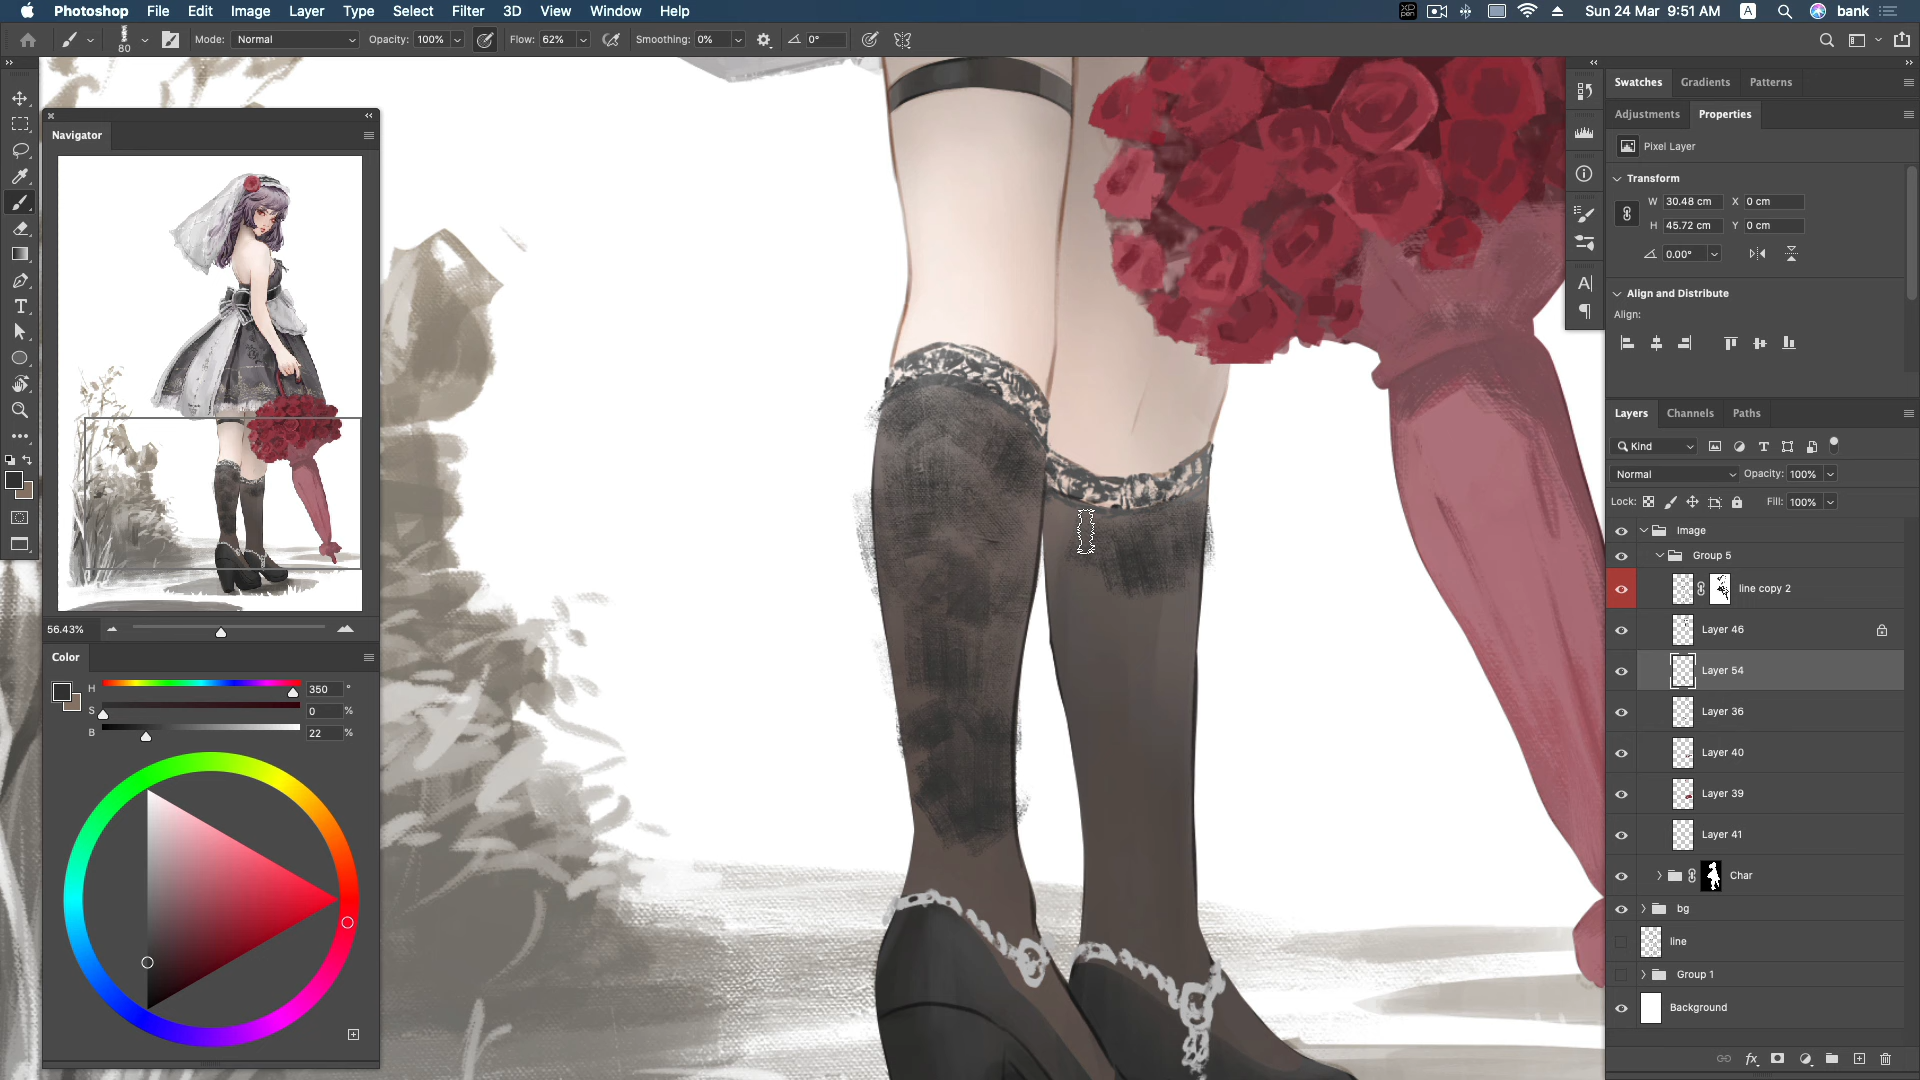 Photoshop File Edit Image Layer Type Select Filter 3D View Window Help Sun 24 Mar 9:51 AM A bank
80 Mode: Normal Opacity: 100% Flow: 62% Smoothing: 0% 0°
Navigator
56.43%
Color
H 350 °
S 0 %
B 22 %
Swatches Gradients Patterns
Adjustments Properties
Pixel Layer
Transform
W 30.48 cm X 0 cm
H 45.72 cm Y 0 cm
0.00°
Align and Distribute
Align:
Layers Channels Paths
Kind
Normal Opacity: 100%
Lock: Fill: 100%
Image
Group 5
line copy 2
Layer 46
Layer 54
Layer 36
Layer 40
Layer 39
Layer 41
Char
bg
line
Group 1
Background
fx